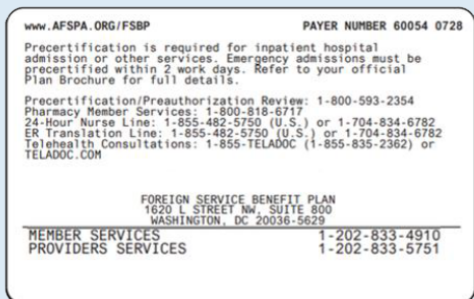 www.AFSPA.ORG/FSBP PAYER NUMBER 60054 0728
Precertification is required for inpatient hospital
admission or other services. Emergency admissions must be
precertified within 2 work days. Refer to your official
Plan Brochure for full details.
Precertification/Preauthorization Review: 1-800-593-2354
Pharmacy Member Services: 1-800-818-6717
24-Hour Nurse Line: 1-855-482-5750 (U.S.) or 1-704-834-6782
ER Translation Line: 1-855-482-5750 (U.S.) or 1-704-834-6782
Telehealth Consultations: 1-855-TELADOC (1-855-835-2362) or
TELADOC.COM
FOREIGN SERVICE BENEFIT PLAN
1620 L STREET NW, SUITE 800
WASHINGTON, DC 20036-5629
MEMBER SERVICES 1-202-833-4910
PROVIDERS SERVICES 1-202-833-5751